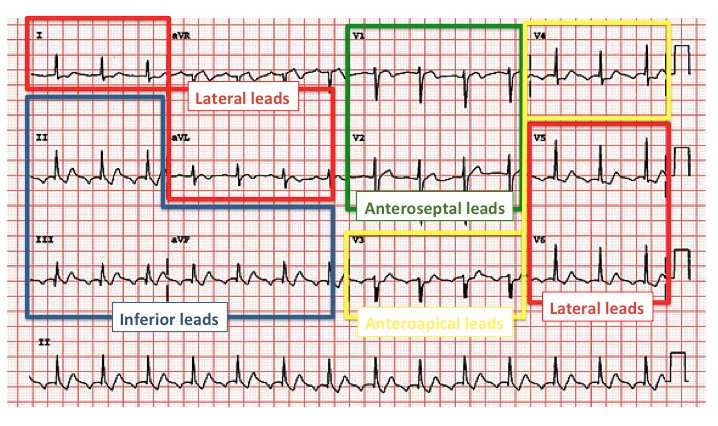 I
aVR
V1
V4
Lateral leads
II
aVL
V2
V5
Anteroseptal leads
III
aVF
V3
V6
Inferior leads
Anteroapical leads
Lateral leads
II